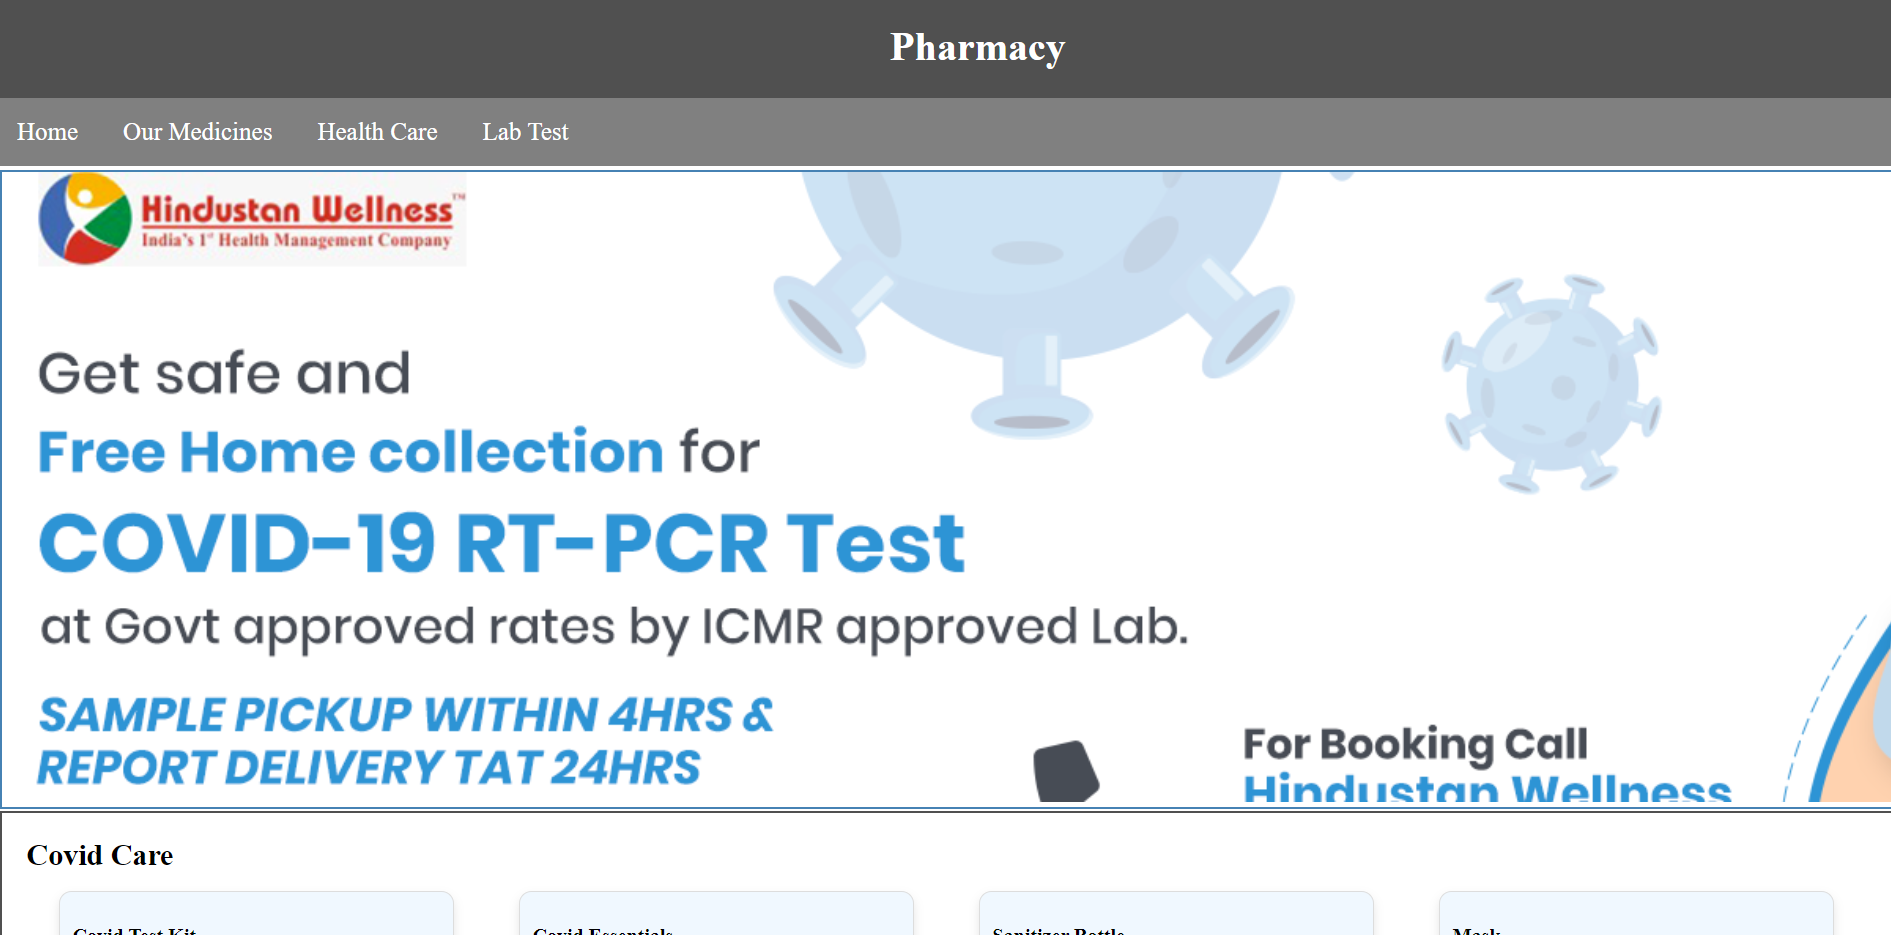 Pharmacy
Home Our Medicines Health Care Lab Test
Hindustan Wellness™
India's 1st Health Management Company
Get safe and
Free Home collection for
COVID-19 RT-PCR Test
at Govt approved rates by ICMR approved Lab.
SAMPLE PICKUP WITHIN 4HRS &
REPORT DELIVERY TAT 24HRS
For Booking Call
Hindustan Wellness
Covid Care
Covid Test Kit Covid Essentials Sanitizer Bottle Mask